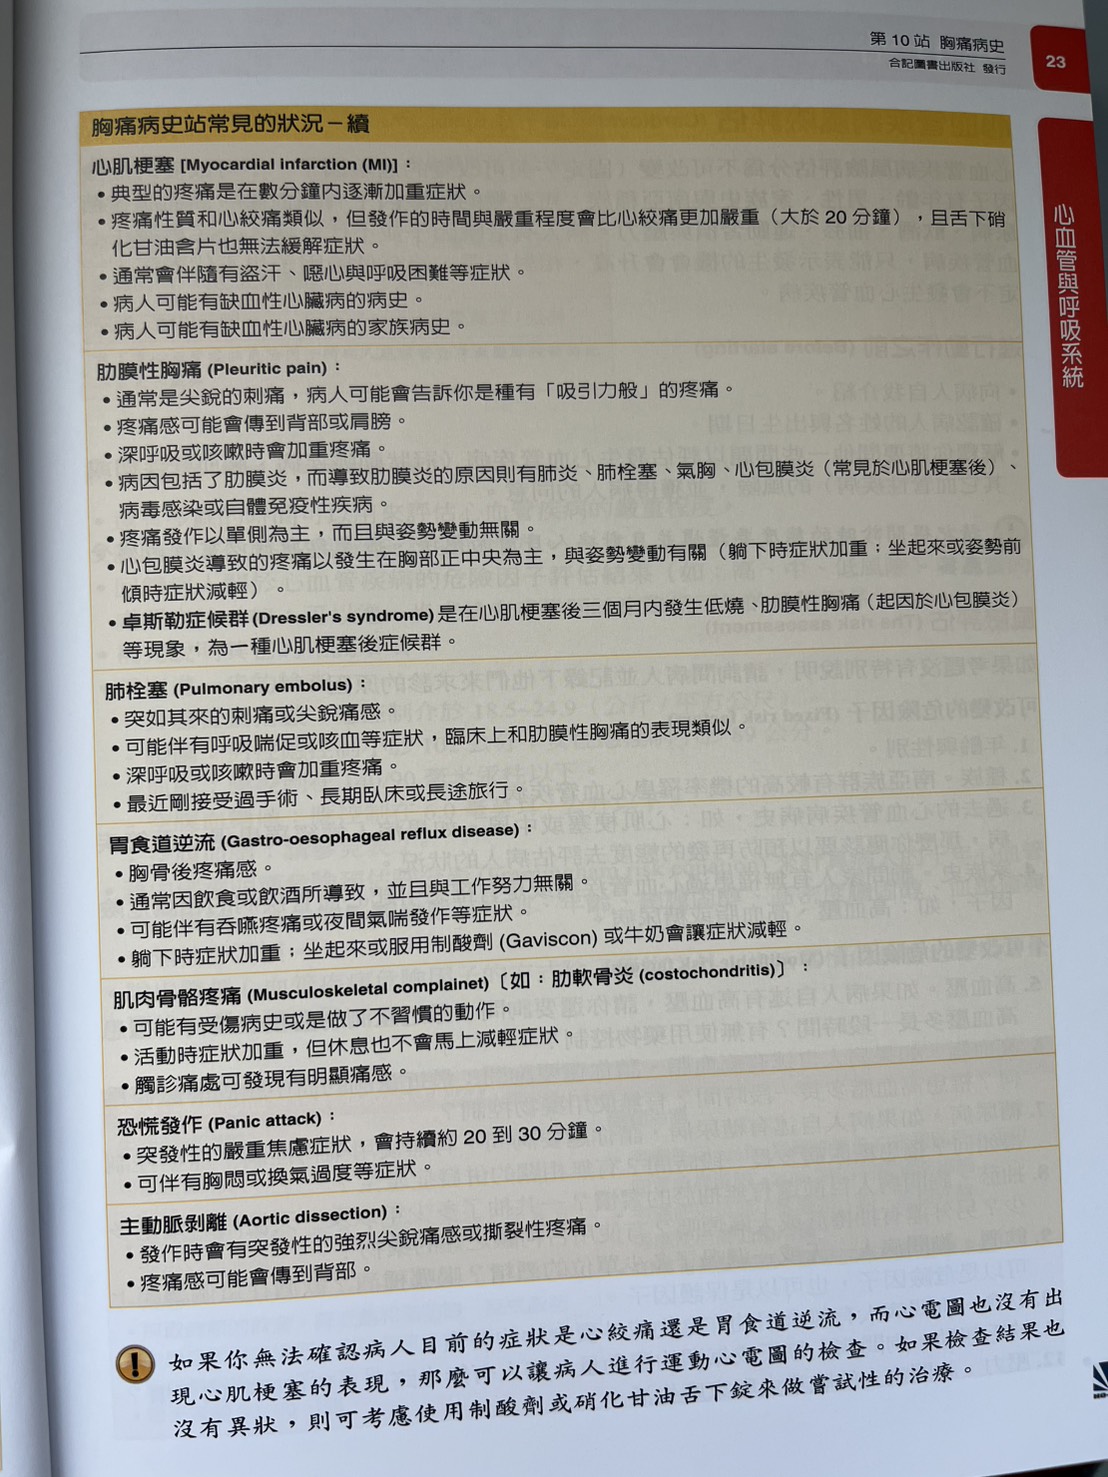 第 10 站 胸痛病史
合記圖書出版社 發行
23
心血管與呼吸系統
胸痛病史站常見的狀況－續
心肌梗塞 [Myocardial infarction (MI)]：
• 典型的疼痛是在數分鐘內逐漸加重症狀。
• 疼痛性質和心絞痛類似，但發作的時間與嚴重程度會比心絞痛更加嚴重（大於 20 分鐘），且舌下硝
化甘油含片也無法緩解症狀。
• 通常會伴隨有盜汗、噁心與呼吸困難等症狀。
• 病人可能有缺血性心臟病的病史。
• 病人可能有缺血性心臟病的家族病史。
肋膜性胸痛 (Pleuritic pain)：
• 通常是尖銳的刺痛，病人可能會告訴你是種有「吸引力般」的疼痛。
• 疼痛感可能會傳到背部或肩膀。
• 深呼吸或咳嗽時會加重疼痛。
• 病因包括了肋膜炎，而導致肋膜炎的原因則有肺炎、肺栓塞、氣胸、心包膜炎（常見於心肌梗塞後）、
病毒感染或自體免疫性疾病。
• 疼痛發作以單側為主，而且與姿勢變動無關。
• 心包膜炎導致的疼痛以發生在胸部正中央為主，與姿勢變動有關（躺下時症狀加重；坐起來或姿勢前
傾時症狀減輕）。
• 卓斯勒症候群 (Dressler's syndrome) 是在心肌梗塞後三個月內發生低燒、肋膜性胸痛（起因於心包膜炎）
等現象，為一種心肌梗塞後症候群。
肺栓塞 (Pulmonary embolus)：
• 突如其來的刺痛或尖銳痛感。
• 可能伴有呼吸喘促或咳血等症狀，臨床上和肋膜性胸痛的表現類似。
• 深呼吸或咳嗽時會加重疼痛。
• 最近剛接受過手術、長期臥床或長途旅行。
胃食道逆流 (Gastro-oesophageal reflux disease)：
• 胸骨後疼痛感。
• 通常因飲食或飲酒所導致，並且與工作努力無關。
• 可能伴有吞嚥疼痛或夜間氣喘發作等症狀。
• 躺下時症狀加重；坐起來或服用制酸劑 (Gaviscon) 或牛奶會讓症狀減輕。
肌肉骨骼疼痛 (Musculoskeletal complainet)〔如：肋軟骨炎 (costochondritis)〕：
• 可能有受傷病史或是做了不習慣的動作。
• 活動時症狀加重，但休息也不會馬上減輕症狀。
• 觸診痛處可發現有明顯痛感。
恐慌發作 (Panic attack)：
• 突發性的嚴重焦慮症狀，會持續約 20 到 30 分鐘。
• 可伴有胸悶或換氣過度等症狀。
主動脈剝離 (Aortic dissection)：
• 發作時會有突發性的強烈尖銳痛感或撕裂性疼痛。
• 疼痛感可能會傳到背部。
如果你無法確認病人目前的症狀是心絞痛還是胃食道逆流，而心電圖也沒有出
現心肌梗塞的表現，那麼可以讓病人進行運動心電圖的檢查。如果檢查結果也
沒有異狀，則可考慮使用制酸劑或硝化甘油舌下錠來做嘗試性的治療。